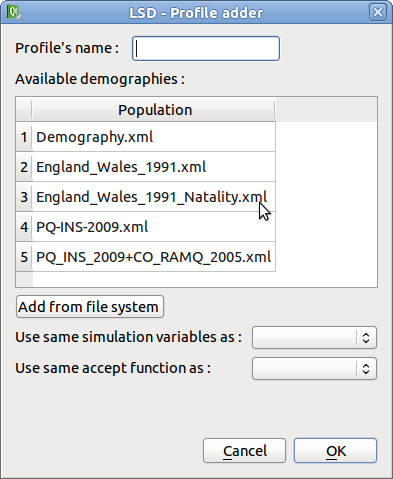 LSD - Profile adder
Profile's name :
Available demographies :
Population
1 Demography.xml
2 England_Wales_1991.xml
3 England_Wales_1991_Natality.xml
4 PQ-INS-2009.xml
5 PQ_INS_2009+CO_RAMQ_2005.xml
Add from file system
Use same simulation variables as :
Use same accept function as :
Cancel OK